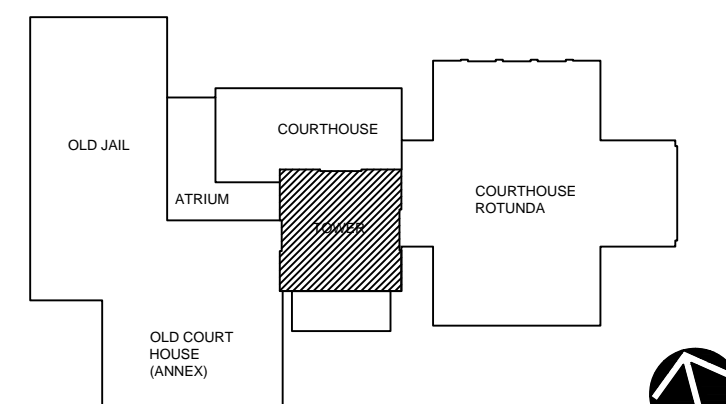 OLD JAIL
COURTHOUSE
ATRIUM
TOWER
COURTHOUSE
ROTUNDA
OLD COURT
HOUSE
(ANNEX)